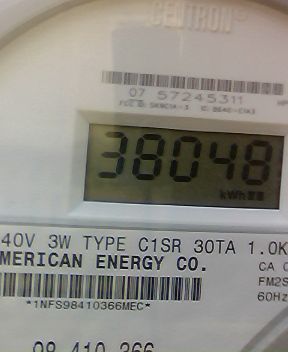 CENTRON®
07 57245311
38048
kWh
40V 3W TYPE C1SR 30TA 1.0K
MERICAN ENERGY CO.
CA 0
FM2S
60Hz
*1NFS98410366MEC*
98 410 366